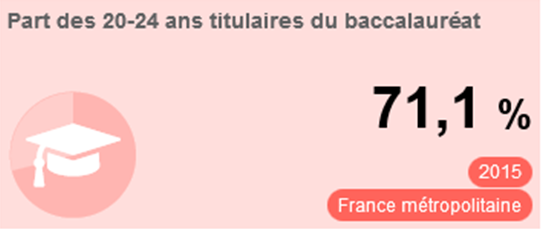 Part des 20-24 ans titulaires du baccalauréat
71,1 %
2015
France métropolitaine